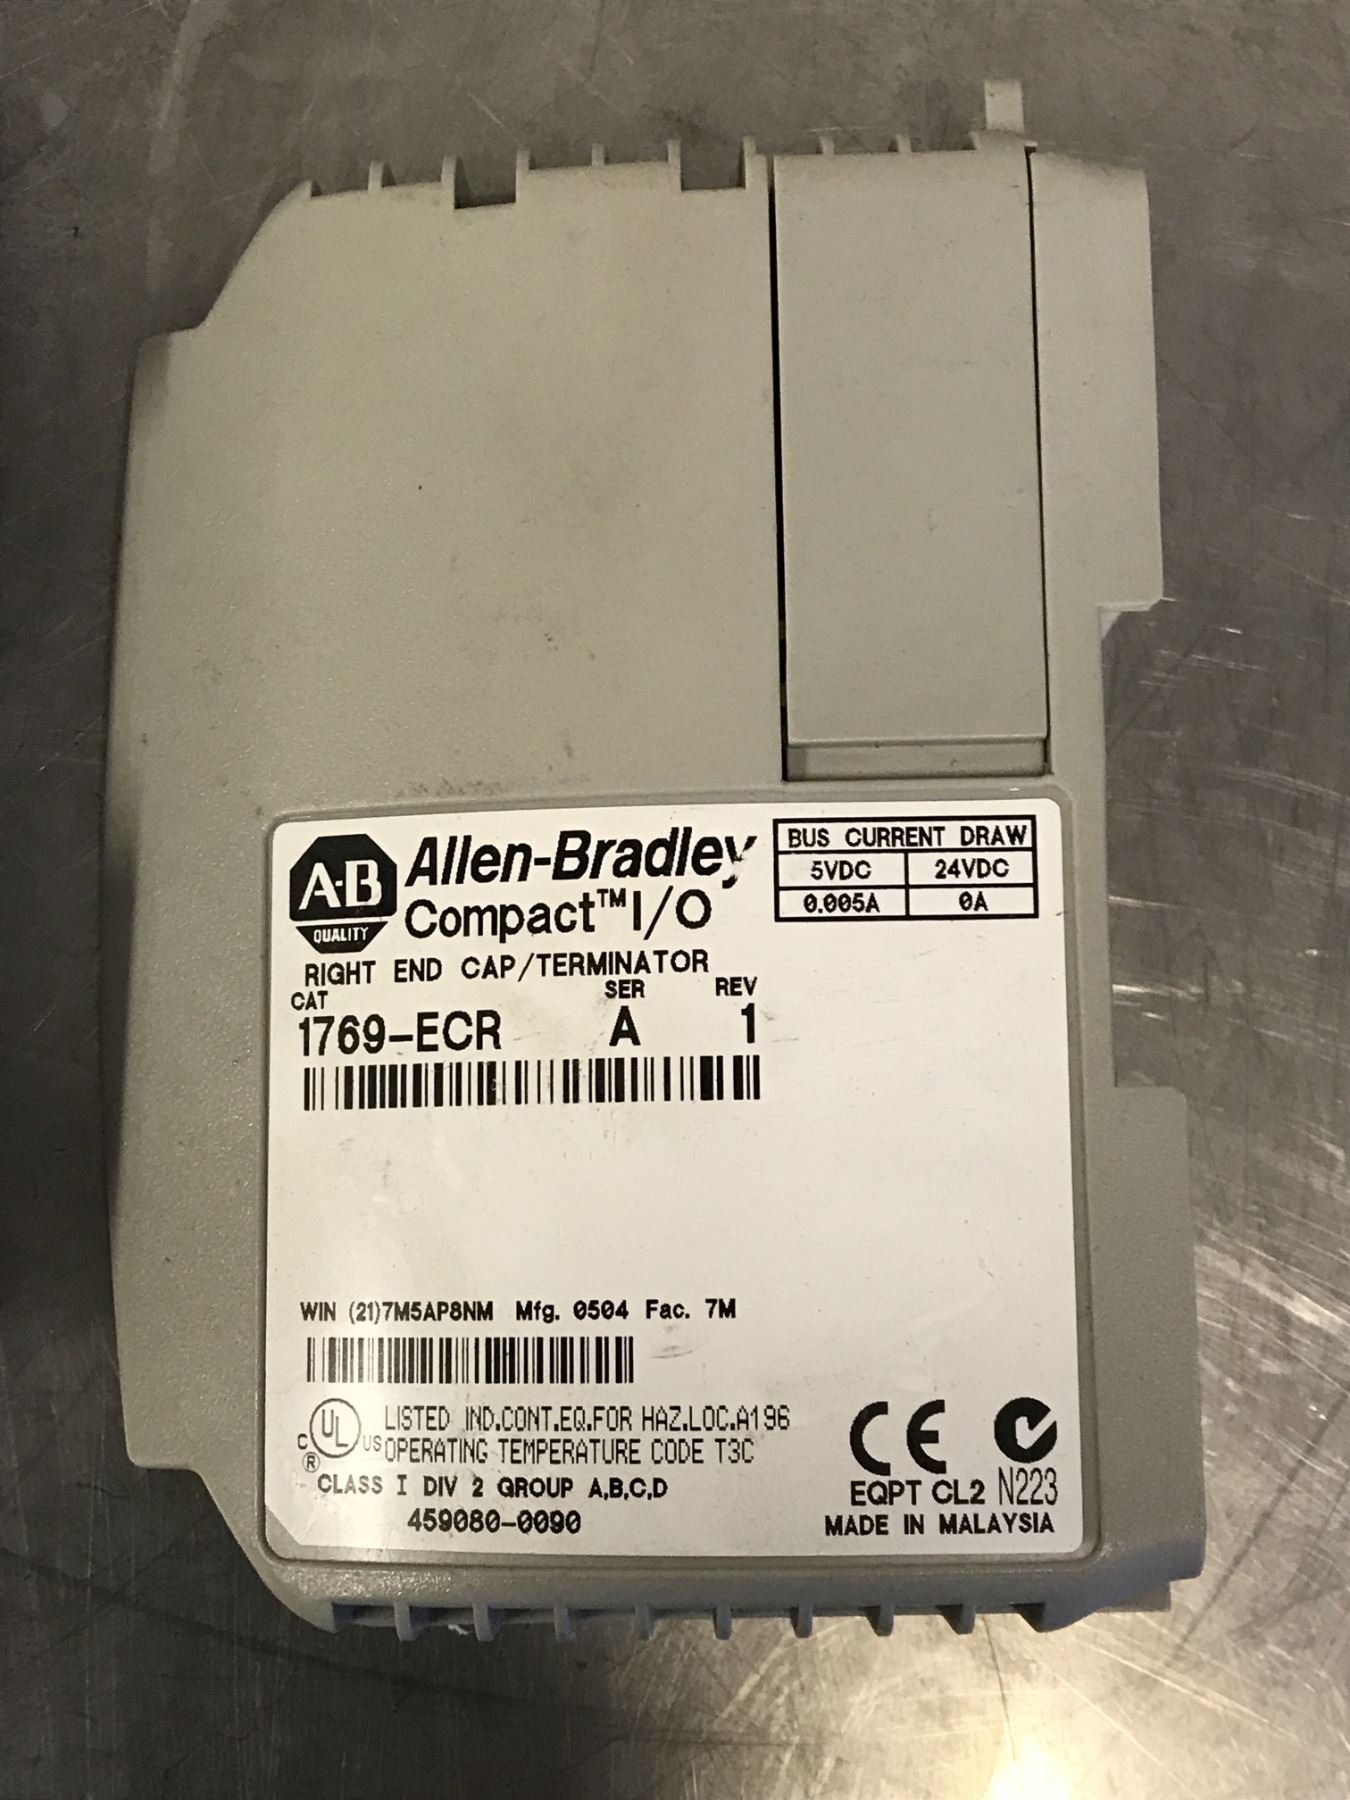 A-B
QUALITY
Allen-Bradley
Compact™ I/O
BUS CURRENT DRAW
5VDC 24VDC
0.005A 0A
RIGHT END CAP/TERMINATOR
CAT SER REV
1769-ECR A 1
WIN (21)7M5AP8NM Mfg. 0504 Fac. 7M
C UL US ®
LISTED IND.CONT.EQ.FOR HAZ.LOC.A196
OPERATING TEMPERATURE CODE T3C
CLASS I DIV 2 GROUP A,B,C,D
459080-0090
CE
EQPT CL2 N223
MADE IN MALAYSIA